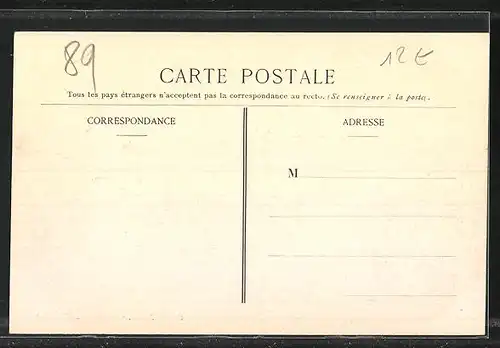 89
12 €
CARTE POSTALE
Tous les pays étrangers n'acceptent pas la correspondance au recto. (Se renseigner à la poste).
CORRESPONDANCE
ADRESSE
M